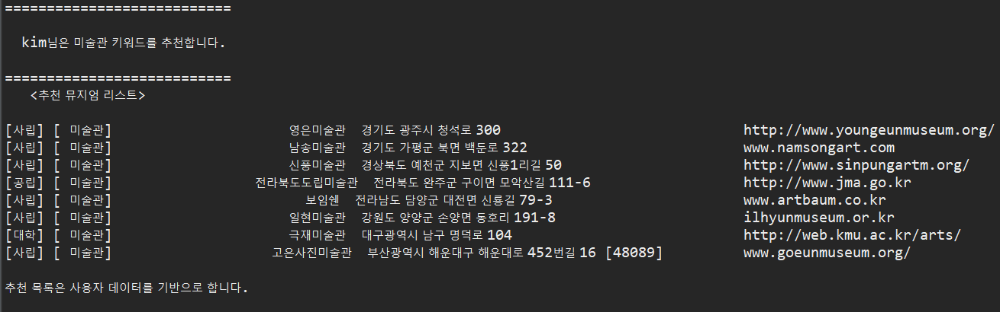 ===========================
kim님은 미술관 키워드를 추천합니다.
===========================
<추천 뮤지엄 리스트>
[사립] [ 미술관] 영은미술관 경기도 광주시 청석로 300 http://www.youngeunmuseum.org/
[사립] [ 미술관] 남송미술관 경기도 가평군 북면 백둔로 322 www.namsongart.com
[사립] [ 미술관] 신풍미술관 경상북도 예천군 지보면 신풍1리길 50 http://www.sinpungartm.org/
[공립] [ 미술관] 전라북도도립미술관 전라북도 완주군 구이면 모악산길 111-6 http://www.jma.go.kr
[사립] [ 미술관] 보임쉔 전라남도 담양군 대전면 신룡길 79-3 www.artbaum.co.kr
[사립] [ 미술관] 일현미술관 강원도 양양군 손양면 동호리 191-8 ilhyunmuseum.or.kr
[대학] [ 미술관] 극재미술관 대구광역시 남구 명덕로 104 http://web.kmu.ac.kr/arts/
[사립] [ 미술관] 고은사진미술관 부산광역시 해운대구 해운대로 452번길 16 [48089] www.goeunmuseum.org/
추천 목록은 사용자 데이터를 기반으로 합니다.